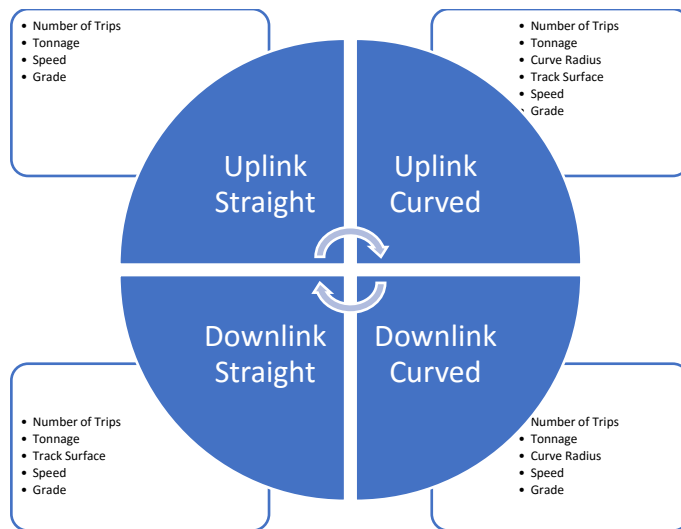 • Number of Trips
• Tonnage
• Speed
• Grade
• Number of Trips
• Tonnage
• Curve Radius
• Track Surface
• Speed
• Grade
Uplink
Straight
Uplink
Curved
Downlink
Straight
Downlink
Curved
• Number of Trips
• Tonnage
• Track Surface
• Speed
• Grade
Number of Trips
• Tonnage
• Curve Radius
• Speed
• Grade